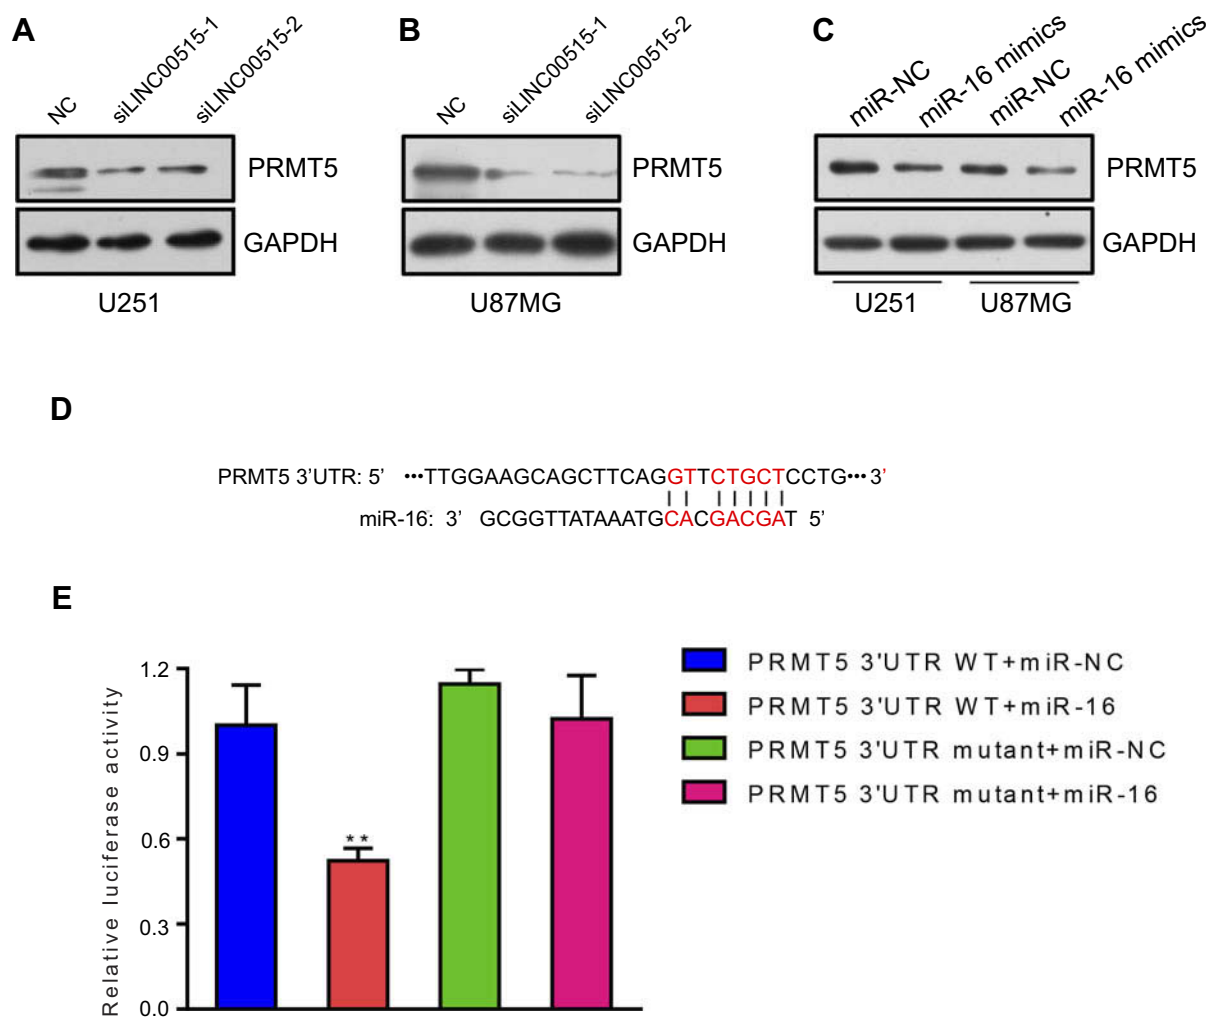 A
B
C
NC
siLINC00515-1
siLINC00515-2
NC
siLINC00515-1
siLINC00515-2
miR-NC
miR-16 mimics
miR-NC
miR-16 mimics
PRMT5
PRMT5
PRMT5
GAPDH
GAPDH
GAPDH
U251
U87MG
U251
U87MG
D
PRMT5 3’UTR: 5’ •••TTGGAAGCAGCTTCAGGTTCTGCTCCTG•••3’
miR-16: 3’ GCGGTTATAAATGCACGACGAT 5’
E
Relative luciferase activity
1.2
0.9
0.6
0.3
0.0
**
PRMT5 3'UTR WT+miR-NC
PRMT5 3'UTR WT+miR-16
PRMT5 3'UTR mutant+miR-NC
PRMT5 3'UTR mutant+miR-16